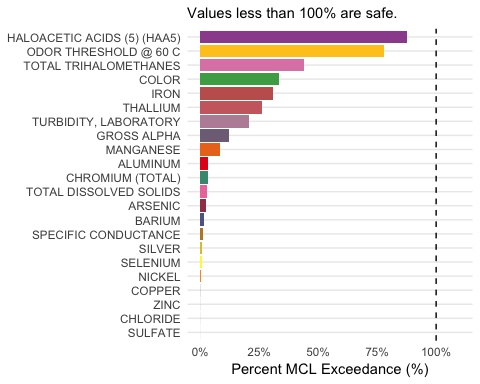 Values less than 100% are safe.
HALOACETIC ACIDS (5) (HAA5)
ODOR THRESHOLD @ 60 C
TOTAL TRIHALOMETHANES
COLOR
IRON
THALLIUM
TURBIDITY, LABORATORY
GROSS ALPHA
MANGANESE
ALUMINUM
CHROMIUM (TOTAL)
TOTAL DISSOLVED SOLIDS
ARSENIC
BARIUM
SPECIFIC CONDUCTANCE
SILVER
SELENIUM
NICKEL
COPPER
ZINC
CHLORIDE
SULFATE
0% 25% 50% 75% 100%
Percent MCL Exceedance (%)